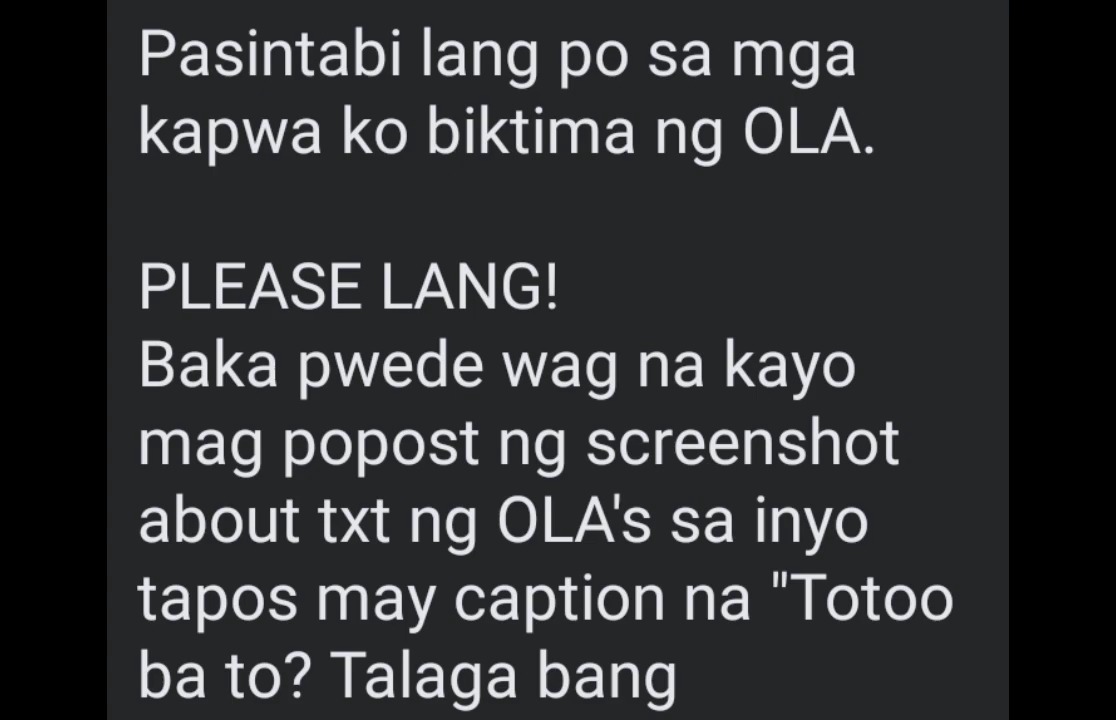 Pasintabi lang po sa mga
kapwa ko biktima ng OLA.
PLEASE LANG!
Baka pwede wag na kayo
mag popost ng screenshot
about txt ng OLA's sa inyo
tapos may caption na "Totoo
ba to? Talaga bang